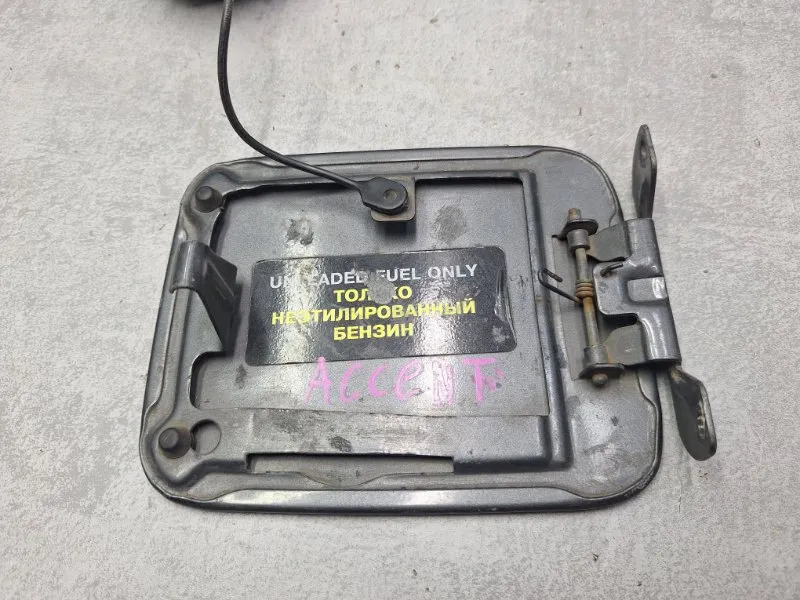 UNLEADED FUEL ONLY
ТОЛЬКО
НЕЭТИЛИРОВАННЫЙ
БЕНЗИН
ACCENT